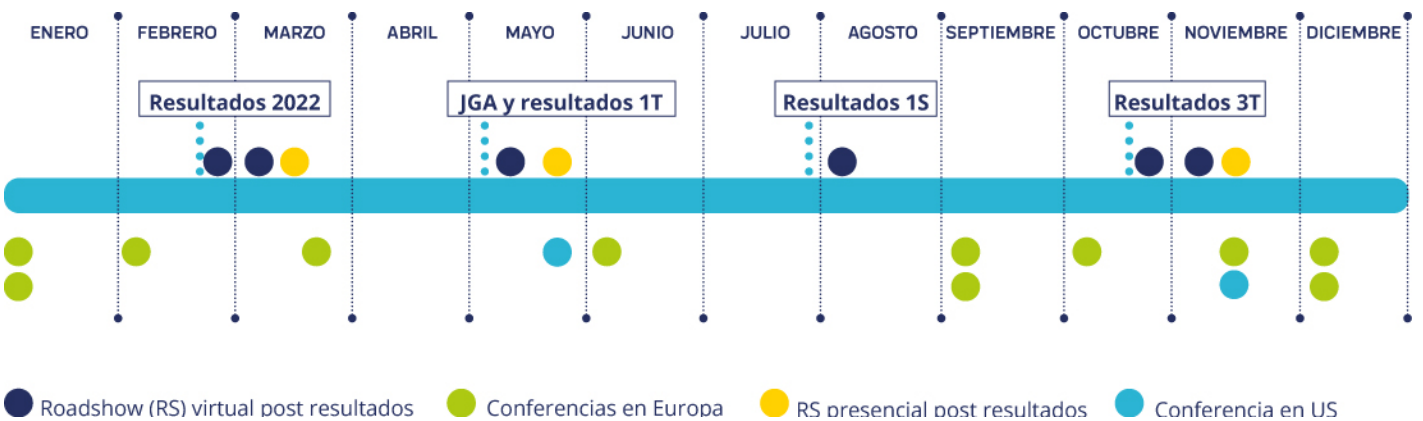 ENERO FEBRERO MARZO ABRIL MAYO JUNIO JULIO AGOSTO SEPTIEMBRE OCTUBRE NOVIEMBRE DICIEMBRE
Resultados 2022 JGA y resultados 1T Resultados 1S Resultados 3T
Roadshow (RS) virtual post resultados Conferencias en Europa RS presencial post resultados Conferencia en US